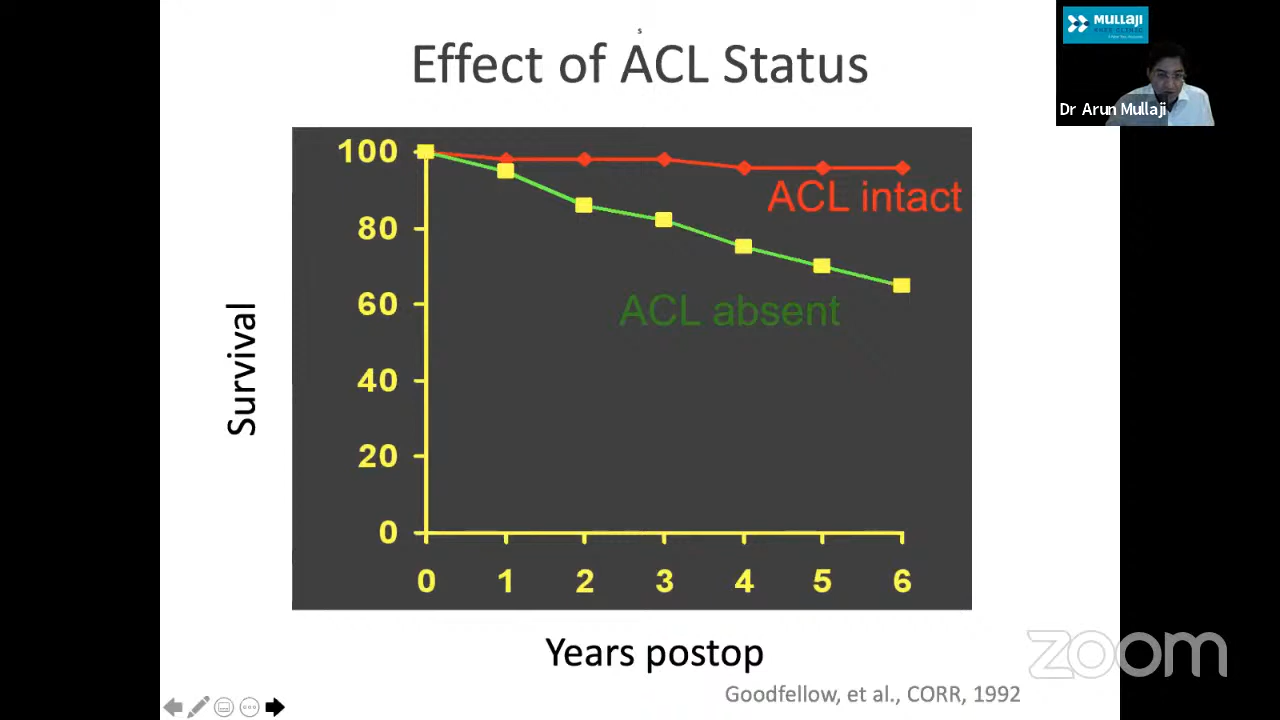 s
Effect of ACL Status
MULLAJI
Dr Arun Mullaji
100
80
60
40
20
0
ACL intact
ACL absent
Survival
0 1 2 3 4 5 6
Years postop
Goodfellow, et al., CORR, 1992
zoom